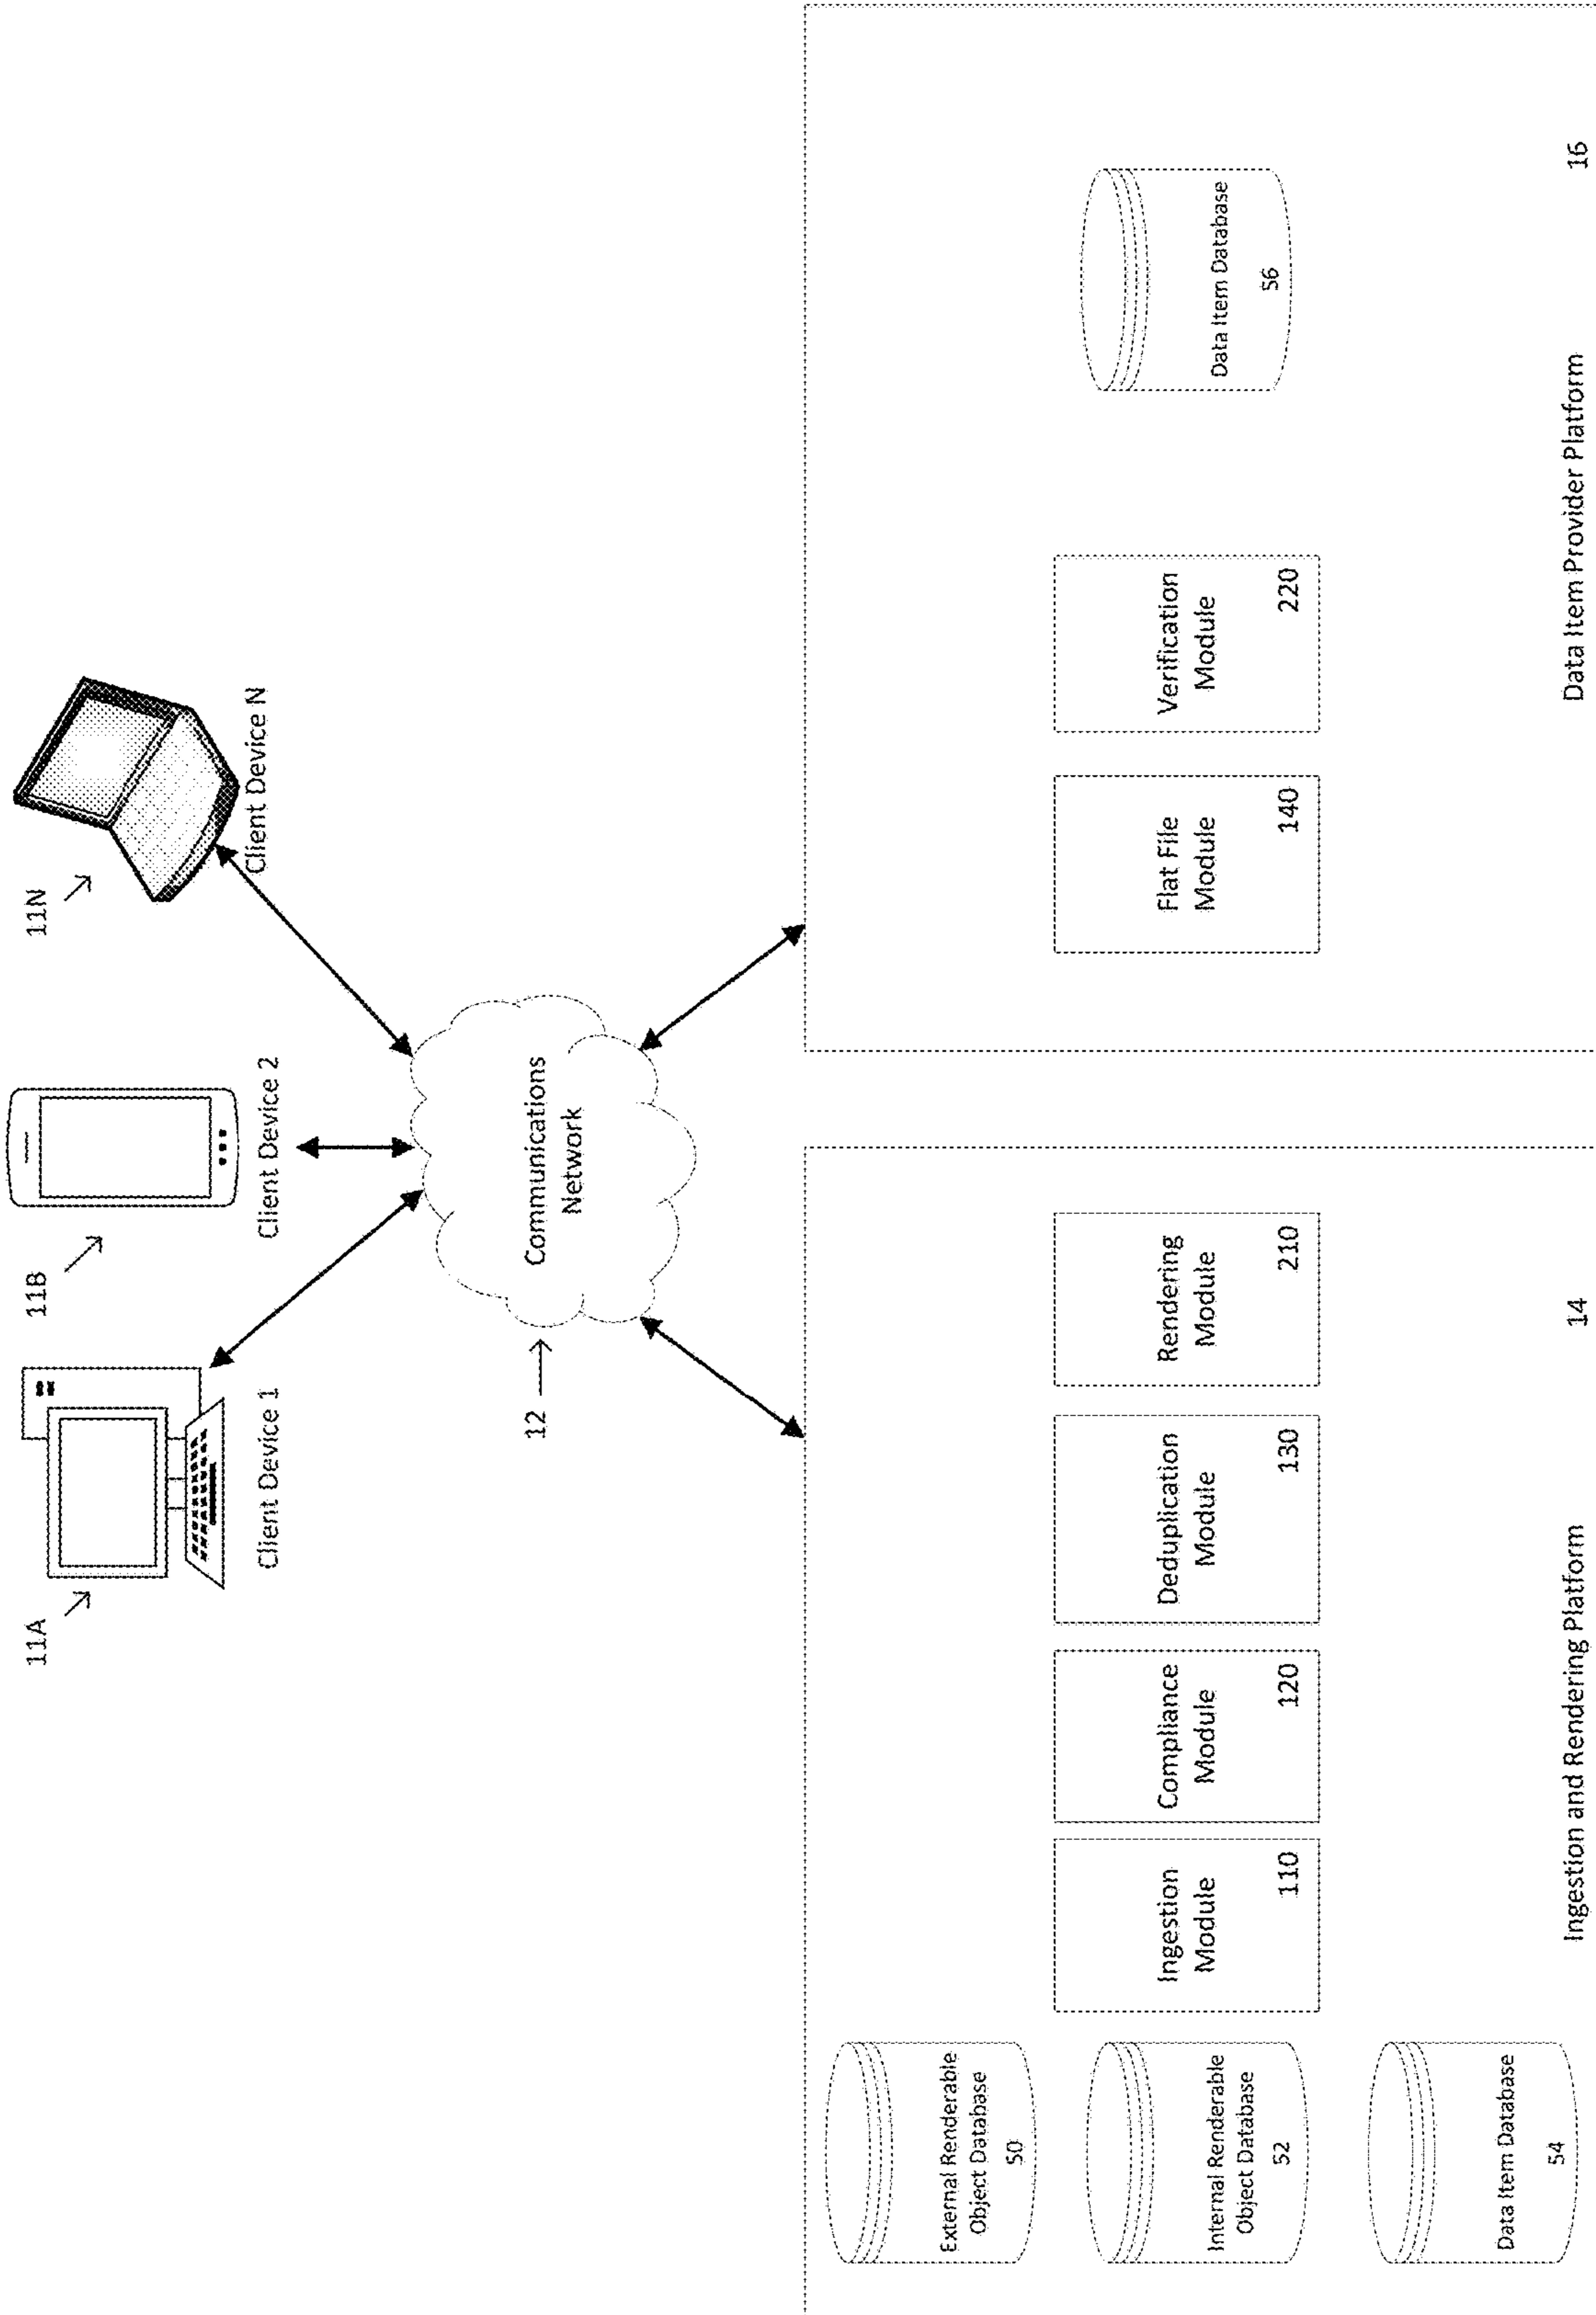 11A
11B
11N
Client Device 1
Client Device 2
Client Device N
12
Communications
Network
External Renderable
Object Database
50
Internal Renderable
Object Database
52
Data Item Database
54
Ingestion
Module
110
Compliance
Module
120
Deduplication
Module
130
Rendering
Module
210
Ingestion and Rendering Platform
14
Flat File
Module
140
Verification
Module
220
Data Item Database
56
Data Item Provider Platform
16